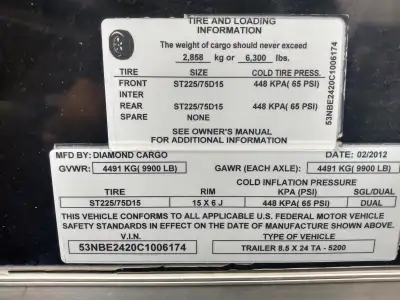 TIRE AND LOADING
INFORMATION
The weight of cargo should never exceed
2,858 kg or 6,300 lbs.
TIRE SIZE COLD TIRE PRESS.
FRONT ST225/75D15 448 KPA( 65 PSI)
INTER
REAR ST225/75D15 448 KPA( 65 PSI)
SPARE NONE
SEE OWNER'S MANUAL
FOR ADDITIONAL INFORMATION
53NBE2420C1006174
MFD BY: DIAMOND CARGO DATE: 02/2012
GVWR: 4491 KG( 9900 LB) GAWR (EACH AXLE): 4491 KG( 9900 LB)
COLD INFLATION PRESSURE
TIRE RIM KPA (PSI) SGL/DUAL
ST225/75D15 15 X 6 J 448 KPA( 65 PSI) DUAL
THIS VEHICLE CONFORMS TO ALL APPLICABLE U.S. FEDERAL MOTOR VEHICLE
SAFETY STANDARDS IN EFFECT ON THE DATE OF MANUFACTURE SHOWN ABOVE.
V.I.N. TYPE OF VEHICLE
53NBE2420C1006174 TRAILER 8.5 X 24 TA - 5200